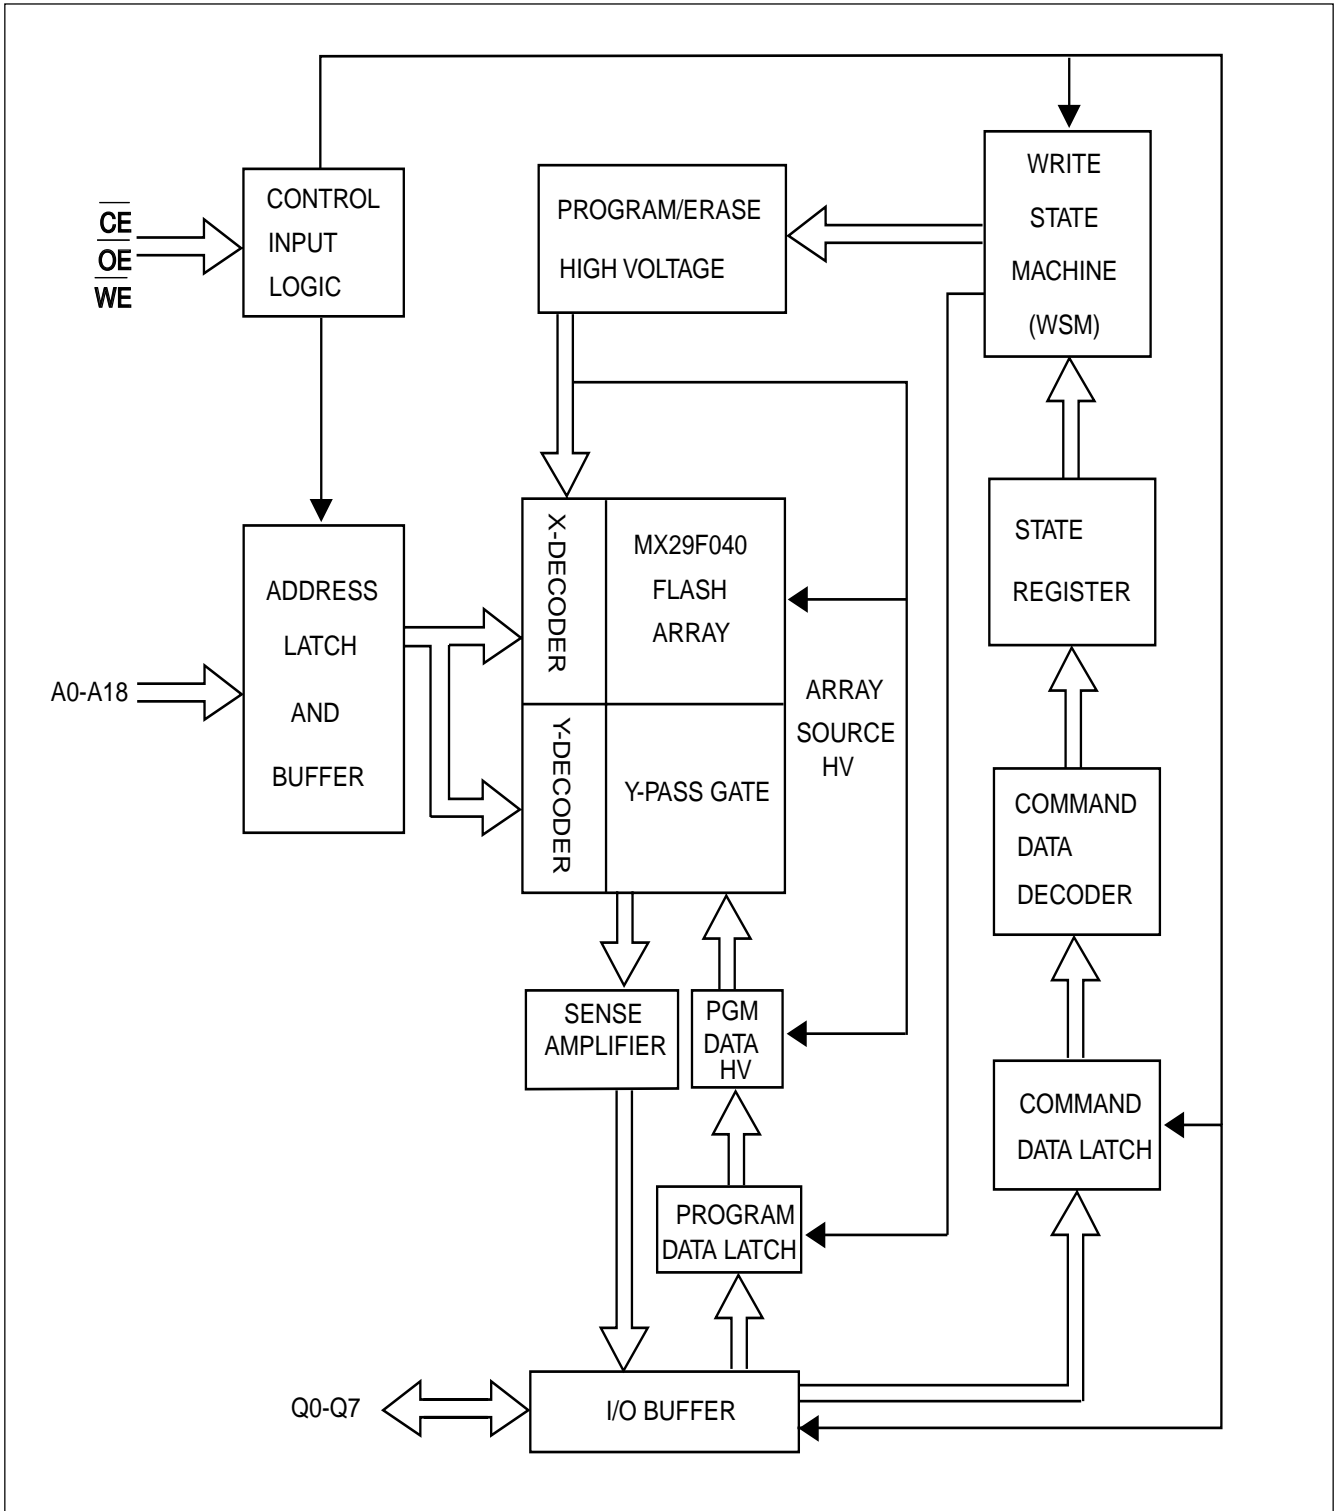 CE
OE
WE
CONTROL
INPUT
LOGIC
PROGRAM/ERASE
HIGH VOLTAGE
WRITE
STATE
MACHINE
(WSM)
A0-A18
ADDRESS
LATCH
AND
BUFFER
X-DECODER
MX29F040
FLASH
ARRAY
Y-DECODER
Y-PASS GATE
ARRAY
SOURCE
HV
STATE
REGISTER
COMMAND
DATA
DECODER
SENSE
AMPLIFIER
PGM
DATA
HV
COMMAND
DATA LATCH
PROGRAM
DATA LATCH
Q0-Q7
I/O BUFFER